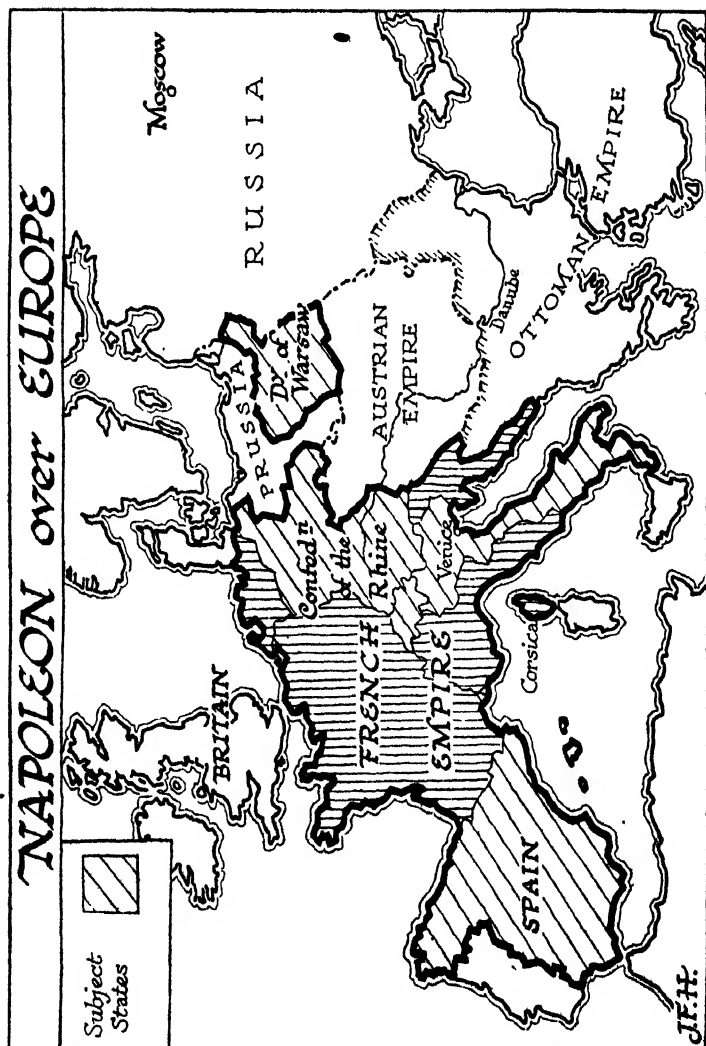 NAPOLEON over EUROPE
Subject
States
BRITAIN
Moscow
RUSSIA
PRUSSIA
Dy. of
Warsaw
Confedn
of the
Rhine
FRENCH
EMPIRE
AUSTRIAN
EMPIRE
Venice
Danube
OTTOMAN EMPIRE
Corsica
SPAIN
J.F.H.